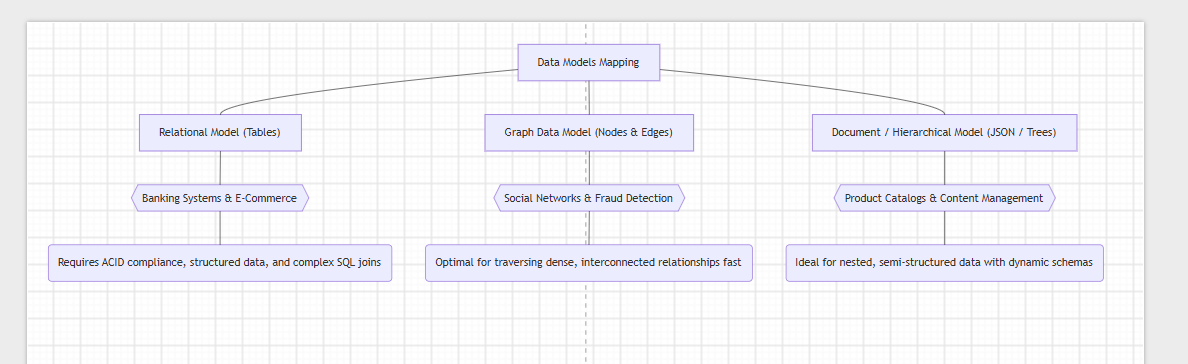 Data Models Mapping
Relational Model (Tables)
Graph Data Model (Nodes & Edges)
Document / Hierarchical Model (JSON / Trees)
Banking Systems & E-Commerce
Social Networks & Fraud Detection
Product Catalogs & Content Management
Requires ACID compliance, structured data, and complex SQL joins
Optimal for traversing dense, interconnected relationships fast
Ideal for nested, semi-structured data with dynamic schemas